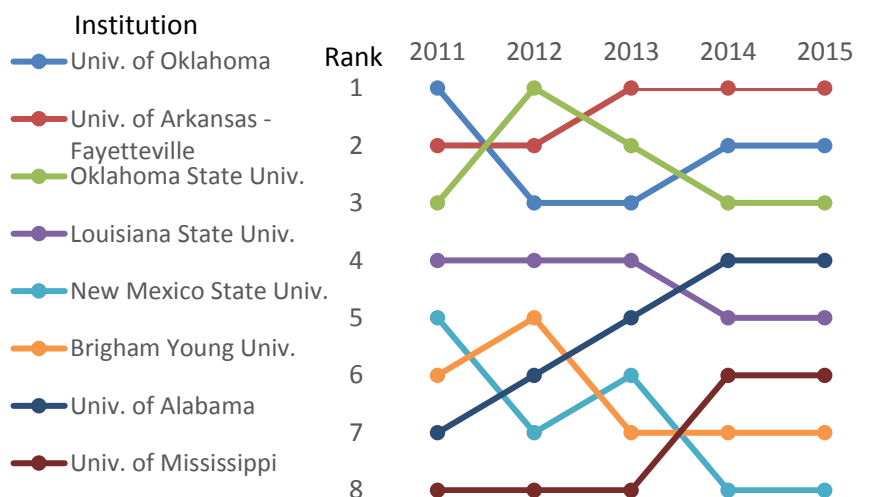 Institution
Univ. of Oklahoma
Univ. of Arkansas -
Fayetteville
Oklahoma State Univ.
Louisiana State Univ.
New Mexico State Univ.
Brigham Young Univ.
Univ. of Alabama
Univ. of Mississippi
Rank 2011 2012 2013 2014 2015
1
2
3
4
5
6
7
8